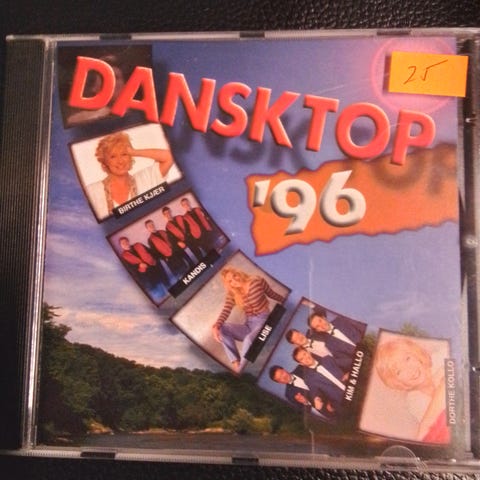 DANSKTOP
25
'96
BIRTHE KJÆR
KANDIS
LISE
KIM & HALLO
DORTHE KOLLO